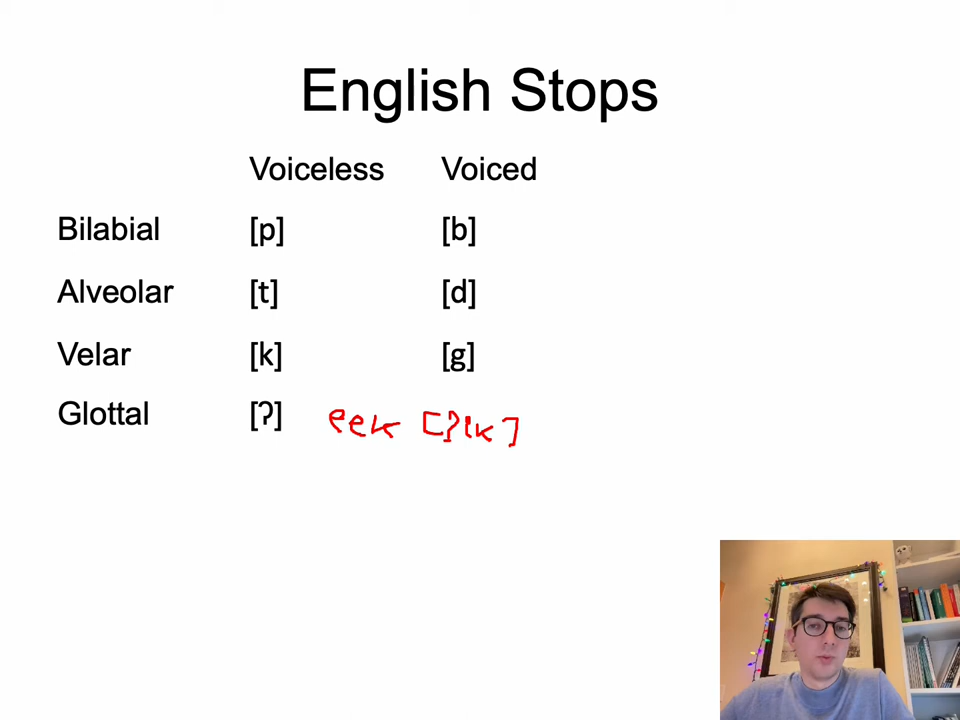 English Stops
Voiceless Voiced
Bilabial [p] [b]
Alveolar [t] [d]
Velar [k] [g]
Glottal [ʔ] eek [ʔik]